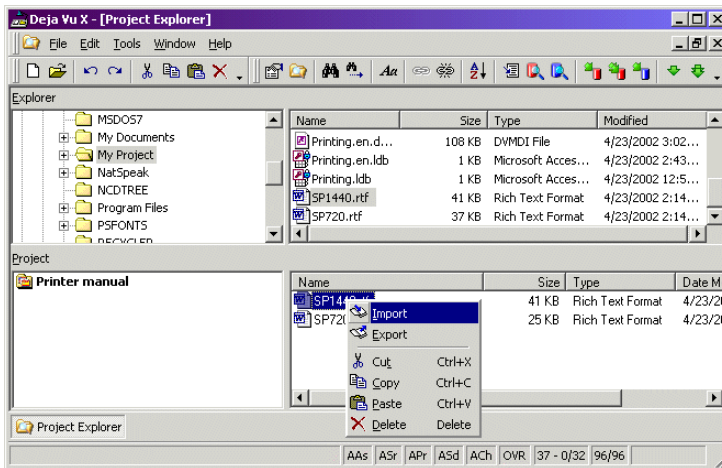 Deja Vu X - [Project Explorer]
File Edit Tools Window Help
Aa
Explorer
MSDOS7
My Documents
My Project
NatSpeak
NCDTREE
Program Files
PSFONTS
RECYCLED
Name Size Type Modified
Printing.en.d... 108 KB DVMDI File 4/23/2002 3:02...
Printing.en.ldb 1 KB Microsoft Acces... 4/23/2002 2:43...
Printing.ldb 1 KB Microsoft Acces... 4/23/2002 12:5...
SP1440.rtf 41 KB Rich Text Format 4/23/2002 2:14...
SP720.rtf 37 KB Rich Text Format 4/23/2002 2:14...
Project
Printer manual
Name Size Type Date M
SP1440.rtf 41 KB Rich Text Format 4/23/20
SP720 25 KB Rich Text Format 4/23/20
Import
Export
Cut Ctrl+X
Copy Ctrl+C
Paste Ctrl+V
Delete Delete
Project Explorer
AAs ASr APr ASd ACh OVR 37 - 0/32 96/96